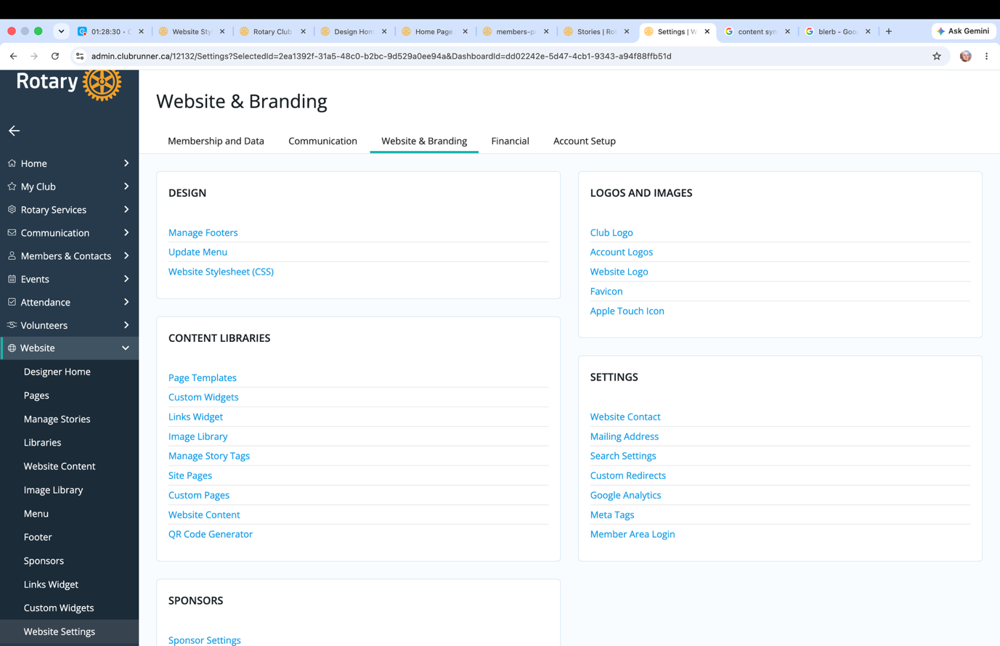 01:28:30 -
Website Sty
Rotary Club
Design Hom
Home Page
members-p
Stories | Rot
Settings | W
content syn
blerb - Goo
Ask Gemini
admin.clubrunner.ca/12132/Settings?SelectedId=2ea1392f-31a5-48c0-b2bc-9d529a0ee94a&DashboardId=dd02242e-5d47-4cb1-9343-a94f88ffb51d
Rotary
Home
My Club
Rotary Services
Communication
Members & Contacts
Events
Attendance
Volunteers
Website
Designer Home
Pages
Manage Stories
Libraries
Website Content
Image Library
Menu
Footer
Sponsors
Links Widget
Custom Widgets
Website Settings
Website & Branding
Membership and Data
Communication
Website & Branding
Financial
Account Setup
DESIGN
Manage Footers
Update Menu
Website Stylesheet (CSS)
CONTENT LIBRARIES
Page Templates
Custom Widgets
Links Widget
Image Library
Manage Story Tags
Site Pages
Custom Pages
Website Content
QR Code Generator
SPONSORS
Sponsor Settings
LOGOS AND IMAGES
Club Logo
Account Logos
Website Logo
Favicon
Apple Touch Icon
SETTINGS
Website Contact
Mailing Address
Search Settings
Custom Redirects
Google Analytics
Meta Tags
Member Area Login